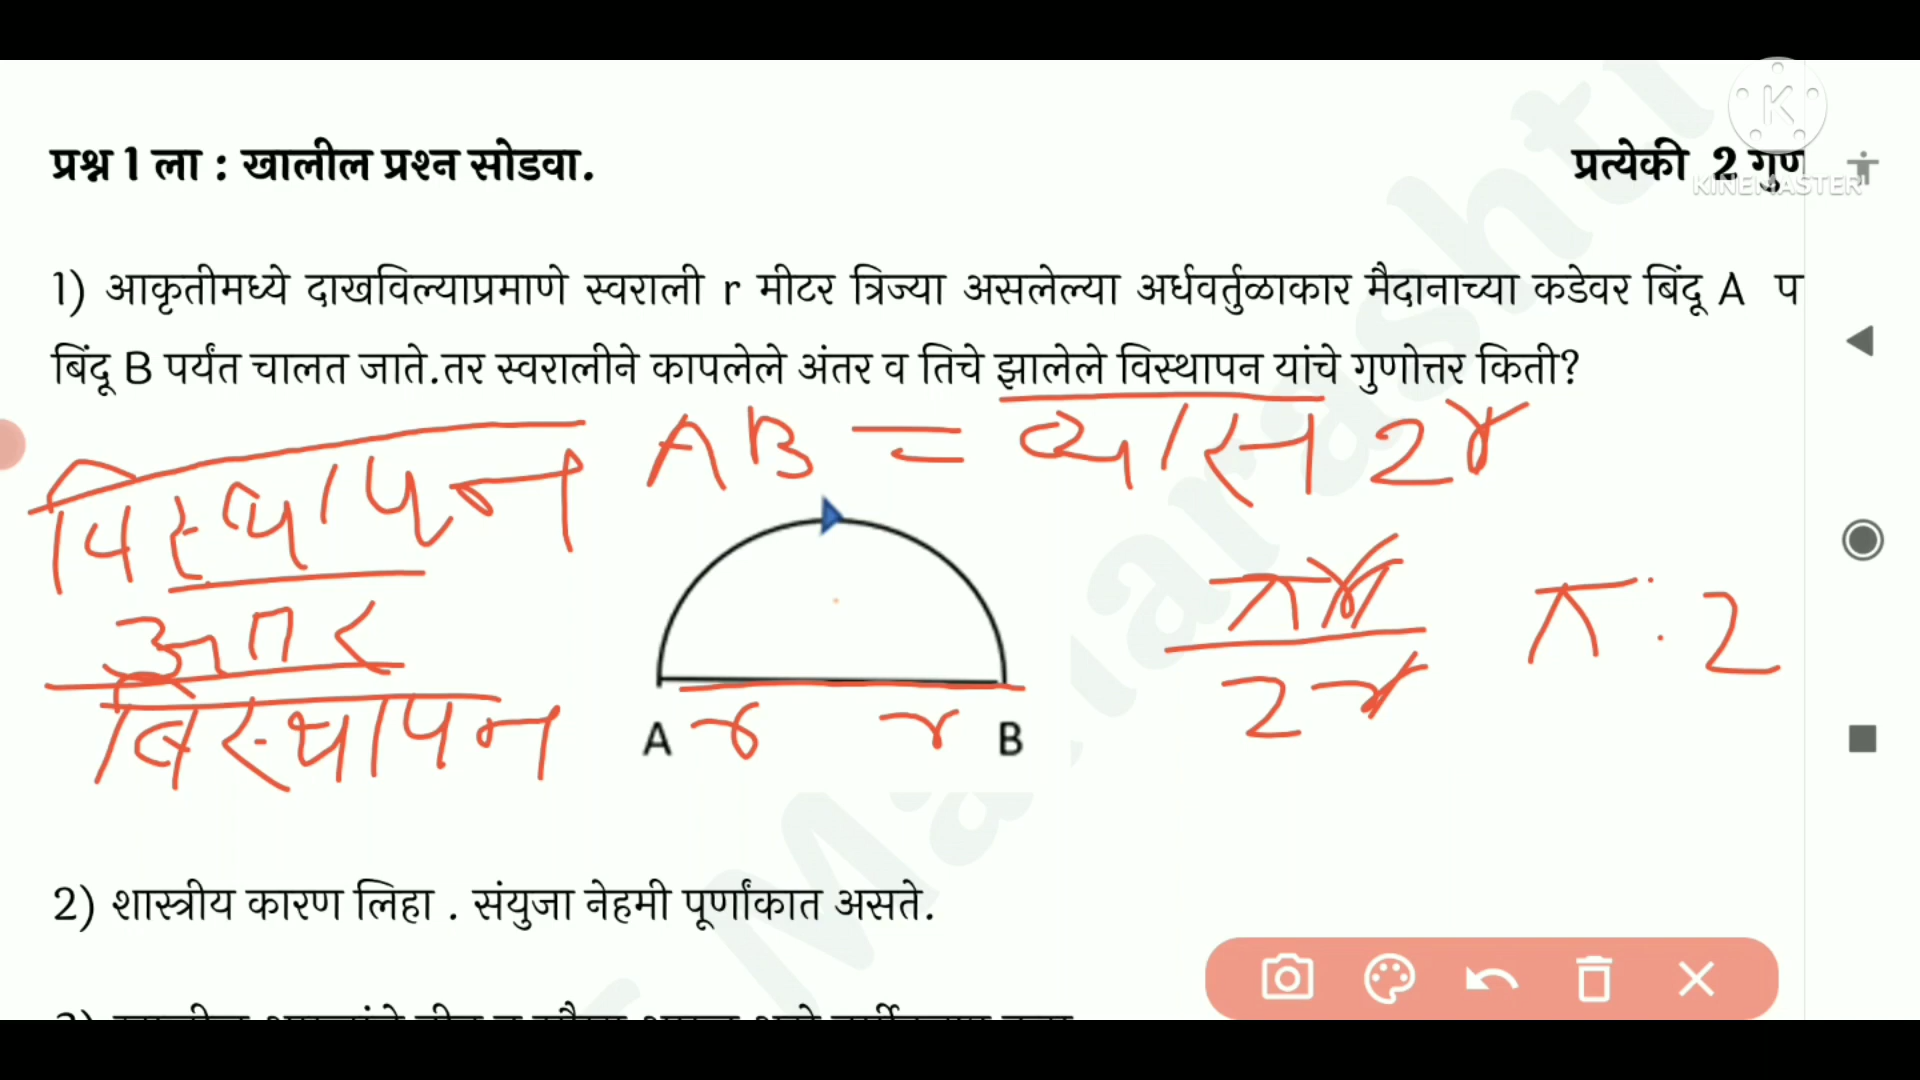 प्रश्न 1 ला : खालील प्रश्न सोडवा.
प्रत्येकी 2 गुण
KINEMASTER
1) आकृतीमध्ये दाखविल्याप्रमाणे स्वराली r मीटर त्रिज्या असलेल्या अर्धवर्तुळाकार मैदानाच्या कडेवर बिंदू A प
बिंदू B पर्यंत चालत जाते.तर स्वरालीने कापलेले अंतर व तिचे झालेले विस्थापन यांचे गुणोत्तर किती?
विस्थापन AB = व्यास 2r
अंतर
विस्थापन
πr
2r
π : 2
A r r B
2) शास्त्रीय कारण लिहा . संयुजा नेहमी पूर्णांकात असते.